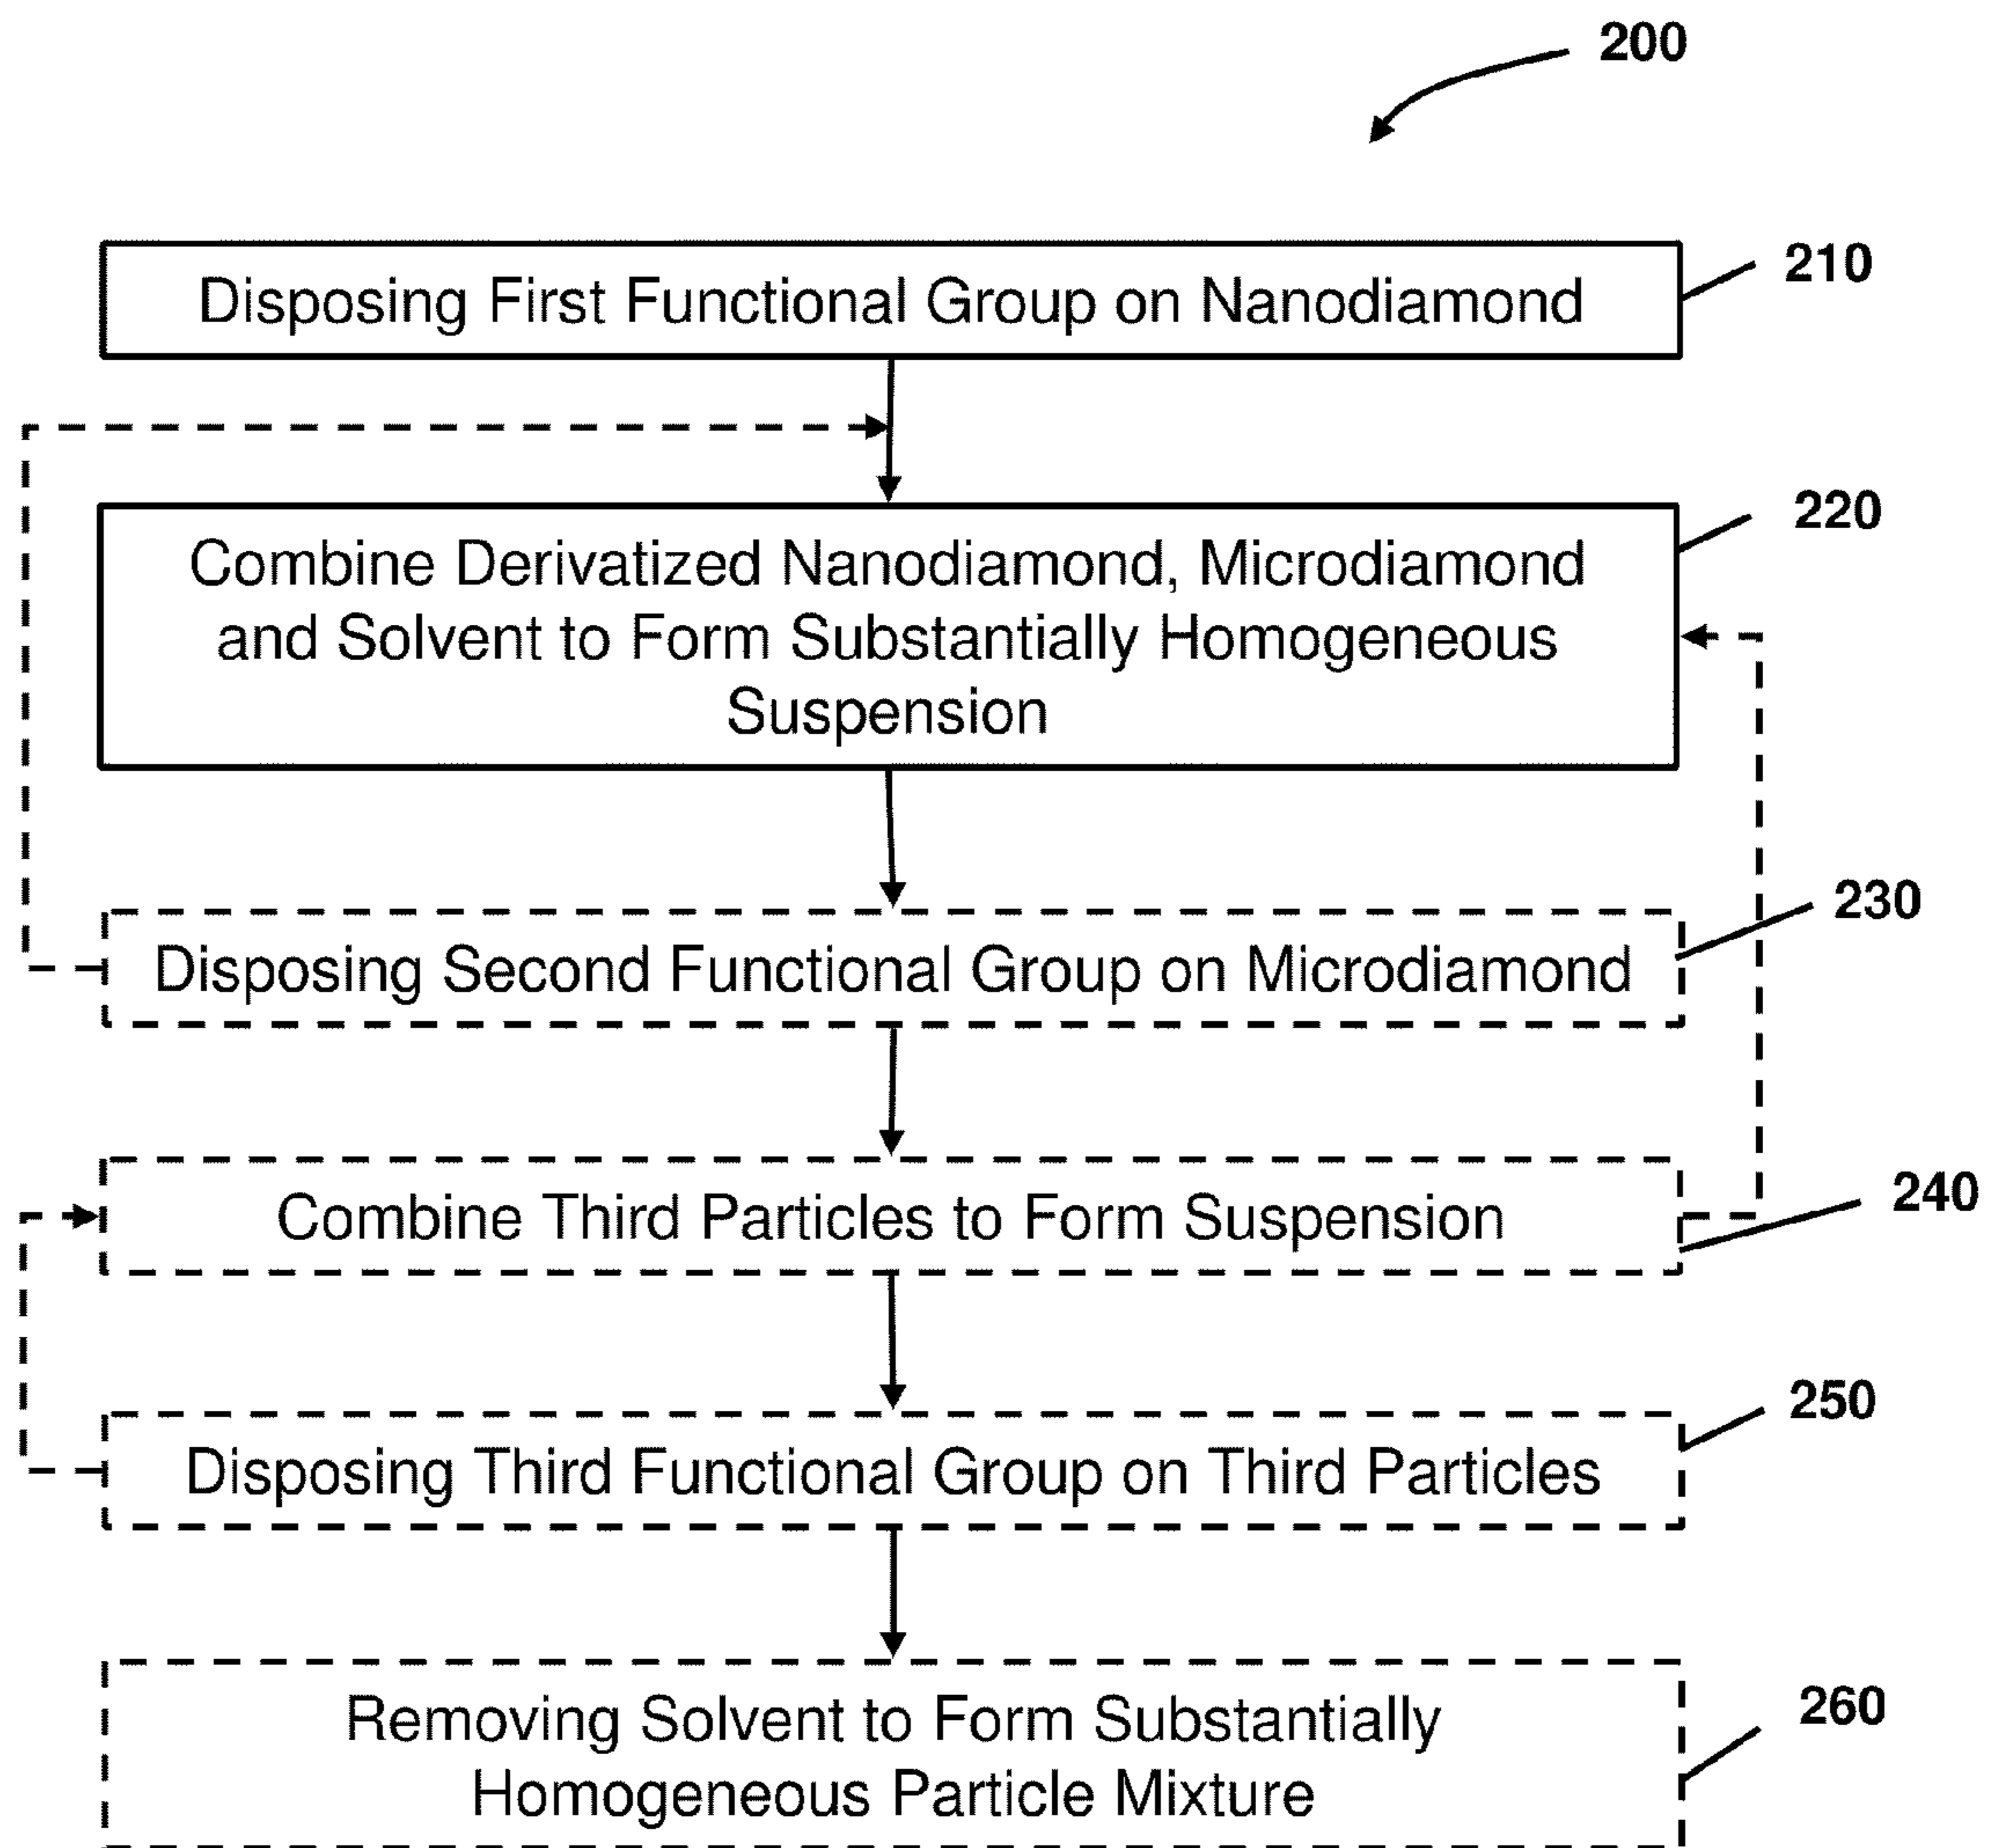 200
Disposing First Functional Group on Nanodiamond
210
Combine Derivatized Nanodiamond, Microdiamond
and Solvent to Form Substantially Homogeneous
Suspension
220
Disposing Second Functional Group on Microdiamond
230
Combine Third Particles to Form Suspension
240
Disposing Third Functional Group on Third Particles
250
Removing Solvent to Form Substantially
Homogeneous Particle Mixture
260